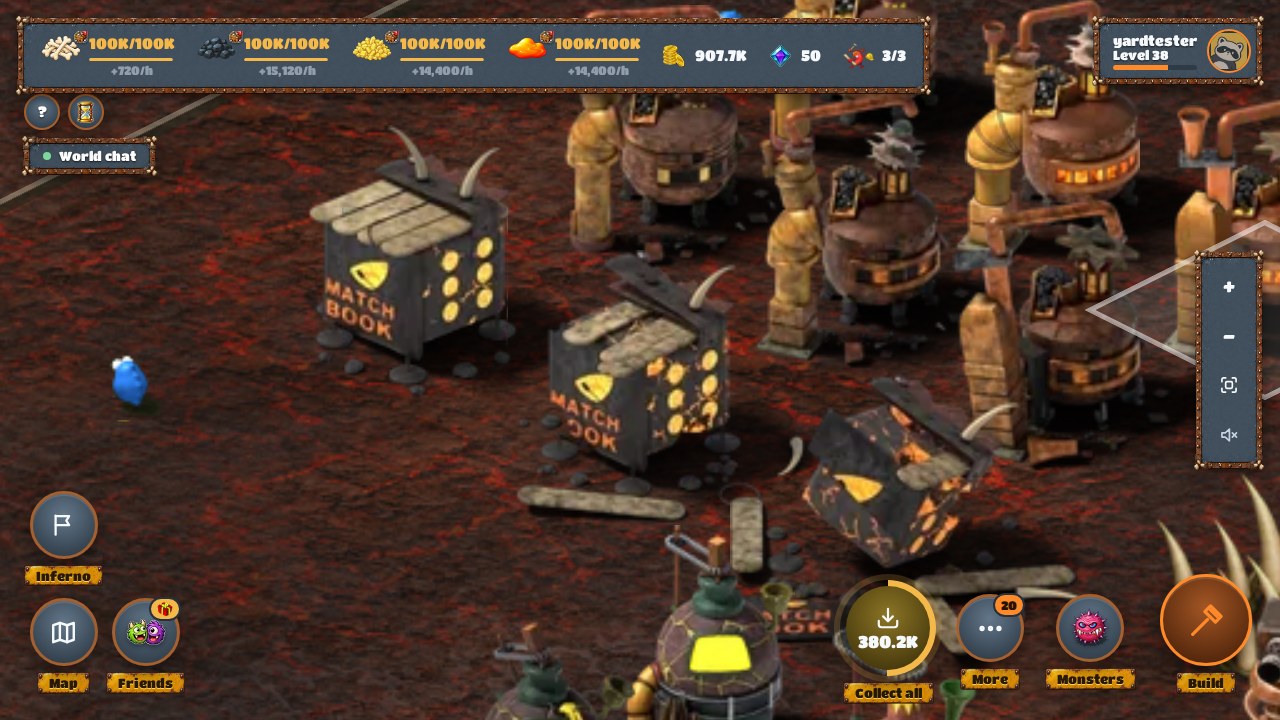 100K/100K
+720/h
100K/100K
+15,120/h
100K/100K
+14,400/h
100K/100K
+14,400/h
907.7K
50
3/3
yardtester
Level 38
?
World chat
MATCH
BOOK
MATCH
OOK
Inferno
Map
Friends
380.2K
Collect all
20
More
Monsters
Build